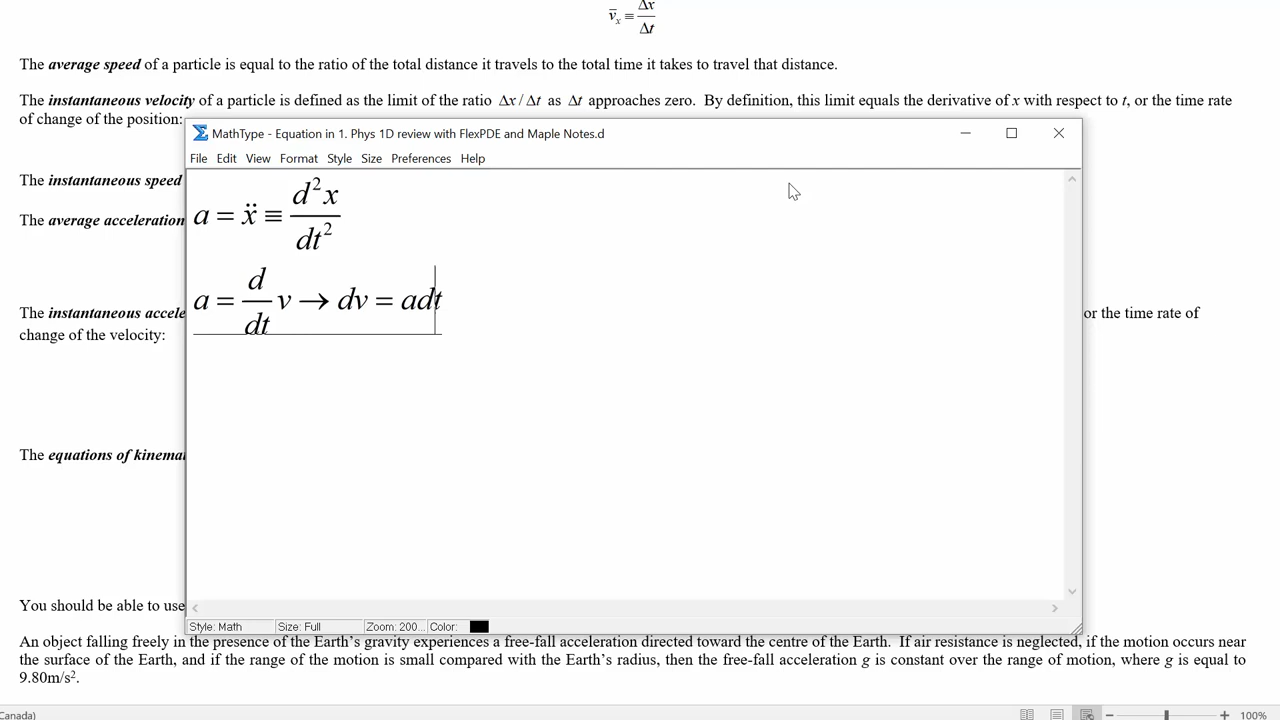 v̄ₓ ≡ Δx/Δt
The average speed of a particle is equal to the ratio of the total distance it travels to the total time it takes to travel that distance.
The instantaneous velocity of a particle is defined as the limit of the ratio Δx / Δt as Δt approaches zero. By definition, this limit equals the derivative of x with respect to t, or the time rate
of change of the position:
MathType - Equation in 1. Phys 1D review with FlexPDE and Maple Notes.d
File Edit View Format Style Size Preferences Help
The instantaneous speed
a = ẍ ≡ d²x/dt²
The average acceleration
a = d/dt v → dv = adt
The instantaneous accele or the time rate of
change of the velocity:
The equations of kinema
You should be able to use
Style: Math Size: Full Zoom: 200... Color:
An object falling freely in the presence of the Earth's gravity experiences a free-fall acceleration directed toward the centre of the Earth. If air resistance is neglected, if the motion occurs near
the surface of the Earth, and if the range of the motion is small compared with the Earth's radius, then the free-fall acceleration g is constant over the range of motion, where g is equal to
9.80m/s².
Canada) 100%